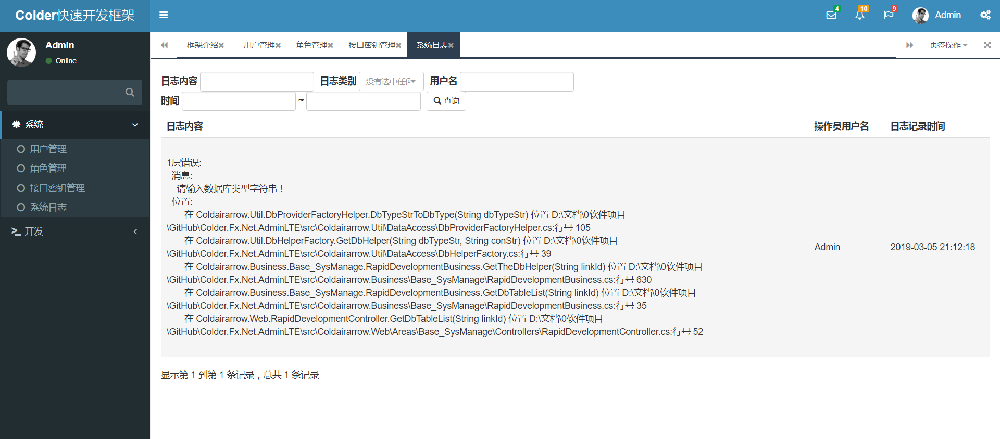 Colder快速开发框架
4
10
9
Admin
Admin
Online
框架介绍
用户管理
角色管理
接口密钥管理
系统日志
页签操作
系统
用户管理
角色管理
接口密钥管理
系统日志
开发
日志内容
日志类别
没有选中任何
用户名
时间
~
查询
日志内容
操作员用户名
日志记录时间
1层错误:
消息:
请输入数据库类型字符串！
位置:
在 Coldairarrow.Util.DbProviderFactoryHelper.DbTypeStrToDbType(String dbTypeStr) 位置 D:\文档\0软件项目
\GitHub\Colder.Fx.Net.AdminLTE\src\Coldairarrow.Util\DataAccess\DbProviderFactoryHelper.cs:行号 105
在 Coldairarrow.Util.DbHelperFactory.GetDbHelper(String dbTypeStr, String conStr) 位置 D:\文档\0软件项目
\GitHub\Colder.Fx.Net.AdminLTE\src\Coldairarrow.Util\DataAccess\DbHelperFactory.cs:行号 39
在 Coldairarrow.Business.Base_SysManage.RapidDevelopmentBusiness.GetTheDbHelper(String linkId) 位置 D:\文档\0软件项目
\GitHub\Colder.Fx.Net.AdminLTE\src\Coldairarrow.Business\Base_SysManage\RapidDevelopmentBusiness.cs:行号 630
在 Coldairarrow.Business.Base_SysManage.RapidDevelopmentBusiness.GetDbTableList(String linkId) 位置 D:\文档\0软件项目
\GitHub\Colder.Fx.Net.AdminLTE\src\Coldairarrow.Business\Base_SysManage\RapidDevelopmentBusiness.cs:行号 35
在 Coldairarrow.Web.RapidDevelopmentController.GetDbTableList(String linkId) 位置 D:\文档\0软件项目
\GitHub\Colder.Fx.Net.AdminLTE\src\Coldairarrow.Web\Areas\Base_SysManage\Controllers\RapidDevelopmentController.cs:行号 52
Admin
2019-03-05 21:12:18
显示第 1 到第 1 条记录，总共 1 条记录